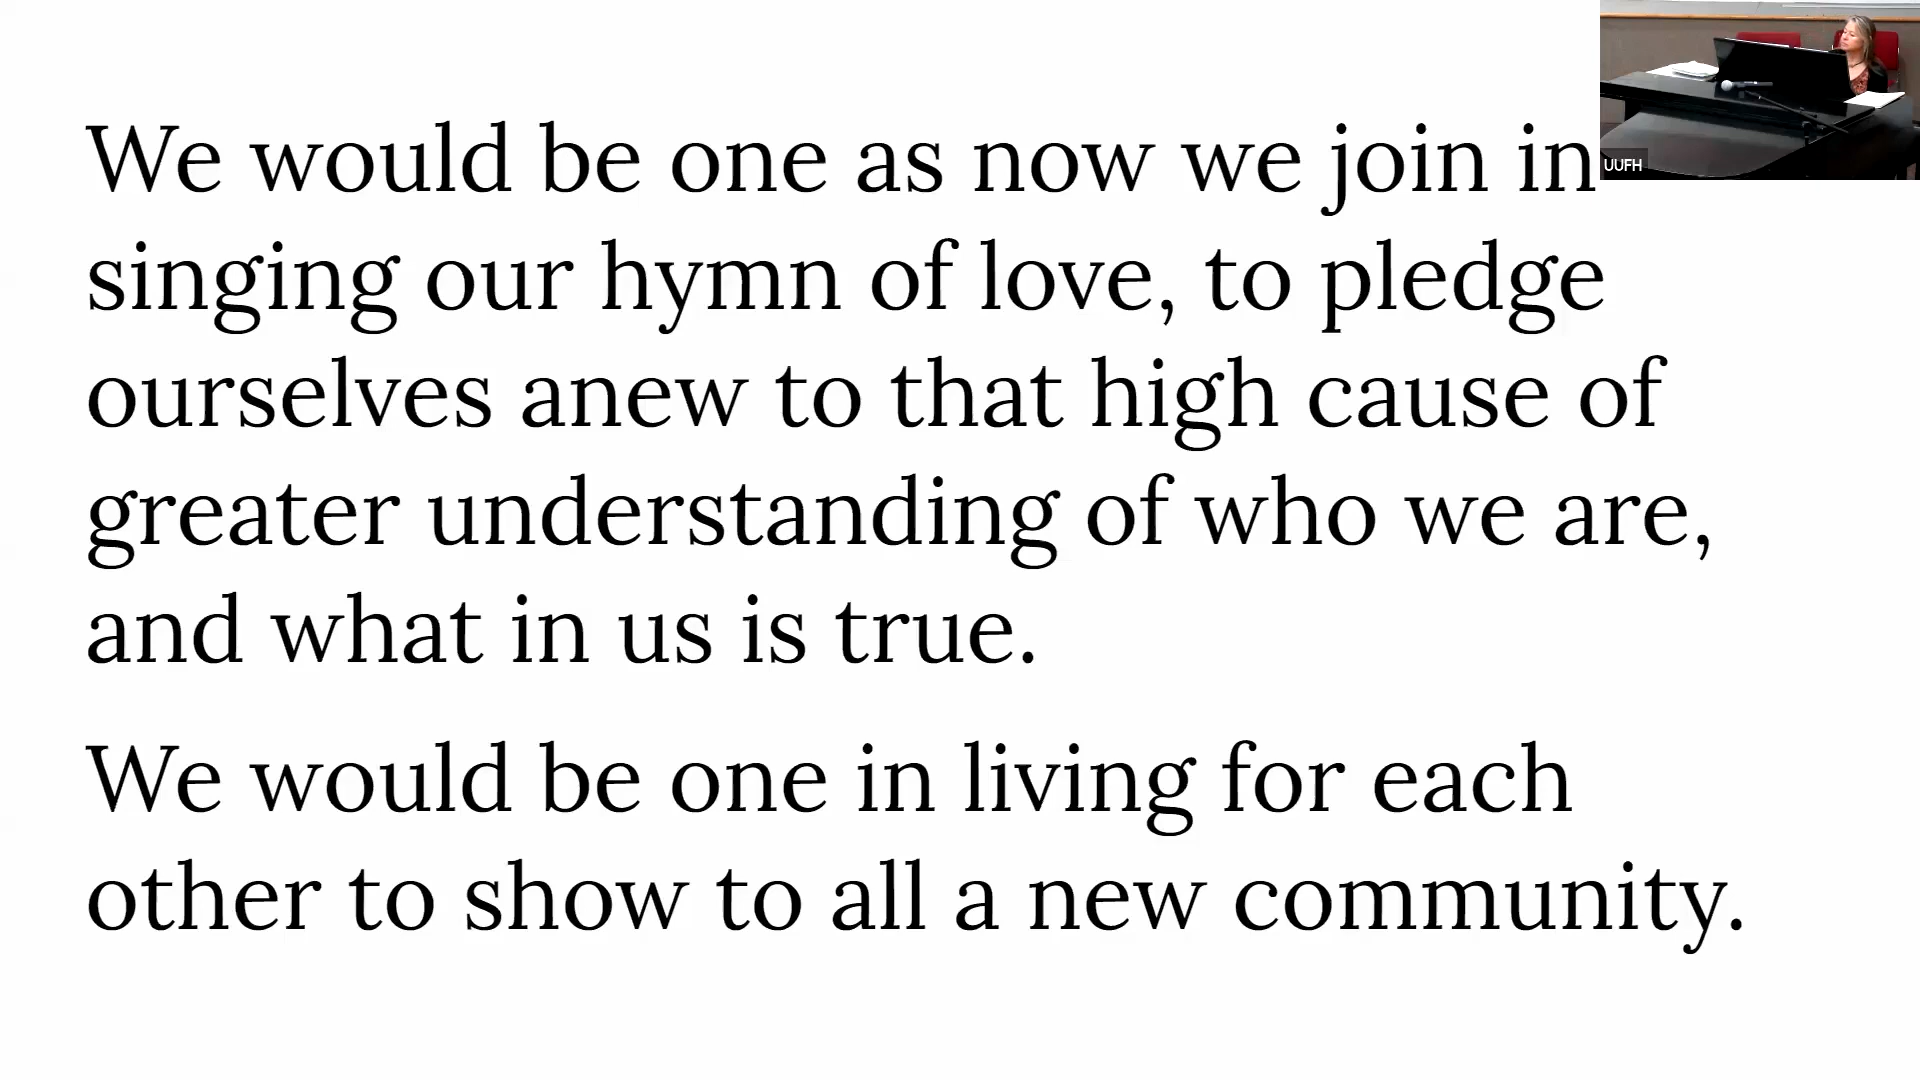 We would be one as now we join in
singing our hymn of love, to pledge
ourselves anew to that high cause of
greater understanding of who we are,
and what in us is true.
We would be one in living for each
other to show to all a new community.
UUFH